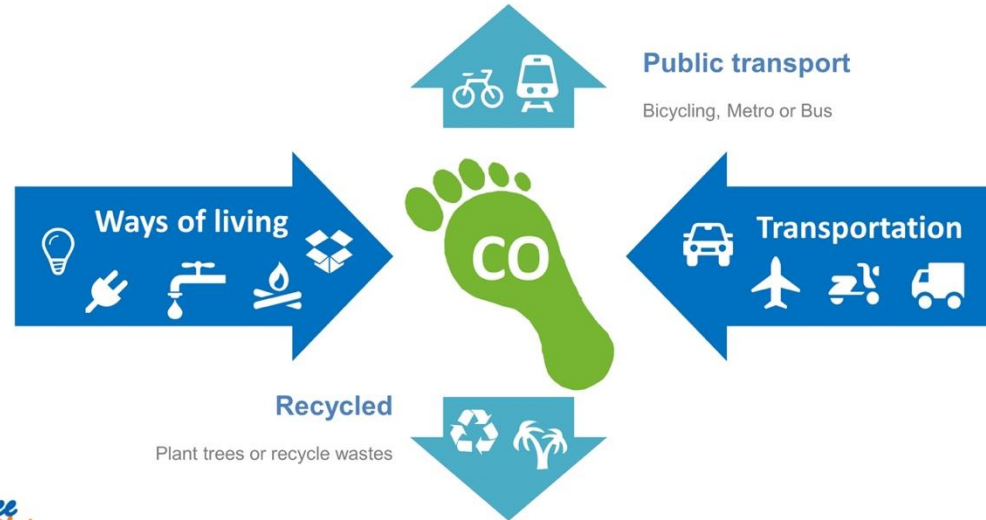 Public transport
Bicycling, Metro or Bus
Ways of living
Transportation
CO
Recycled
Plant trees or recycle wastes